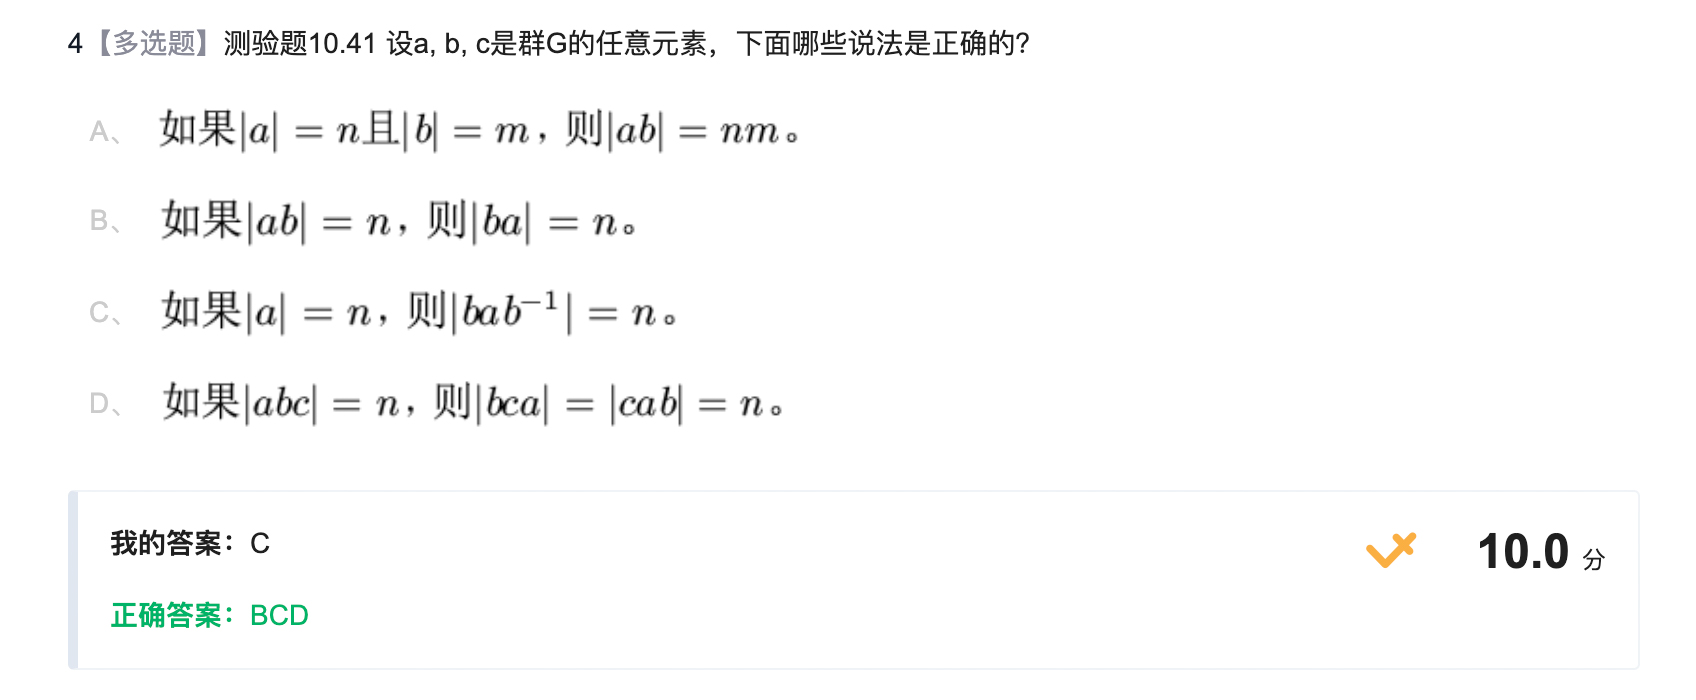 4【多选题】测验题10.41 设a, b, c是群G的任意元素，下面哪些说法是正确的?
A、 如果|a| = n且|b| = m，则|ab| = nm。
B、 如果|ab| = n，则|ba| = n。
C、 如果|a| = n，则|bab⁻¹| = n。
D、 如果|abc| = n，则|bca| = |cab| = n。
我的答案：C 10.0 分
正确答案：BCD